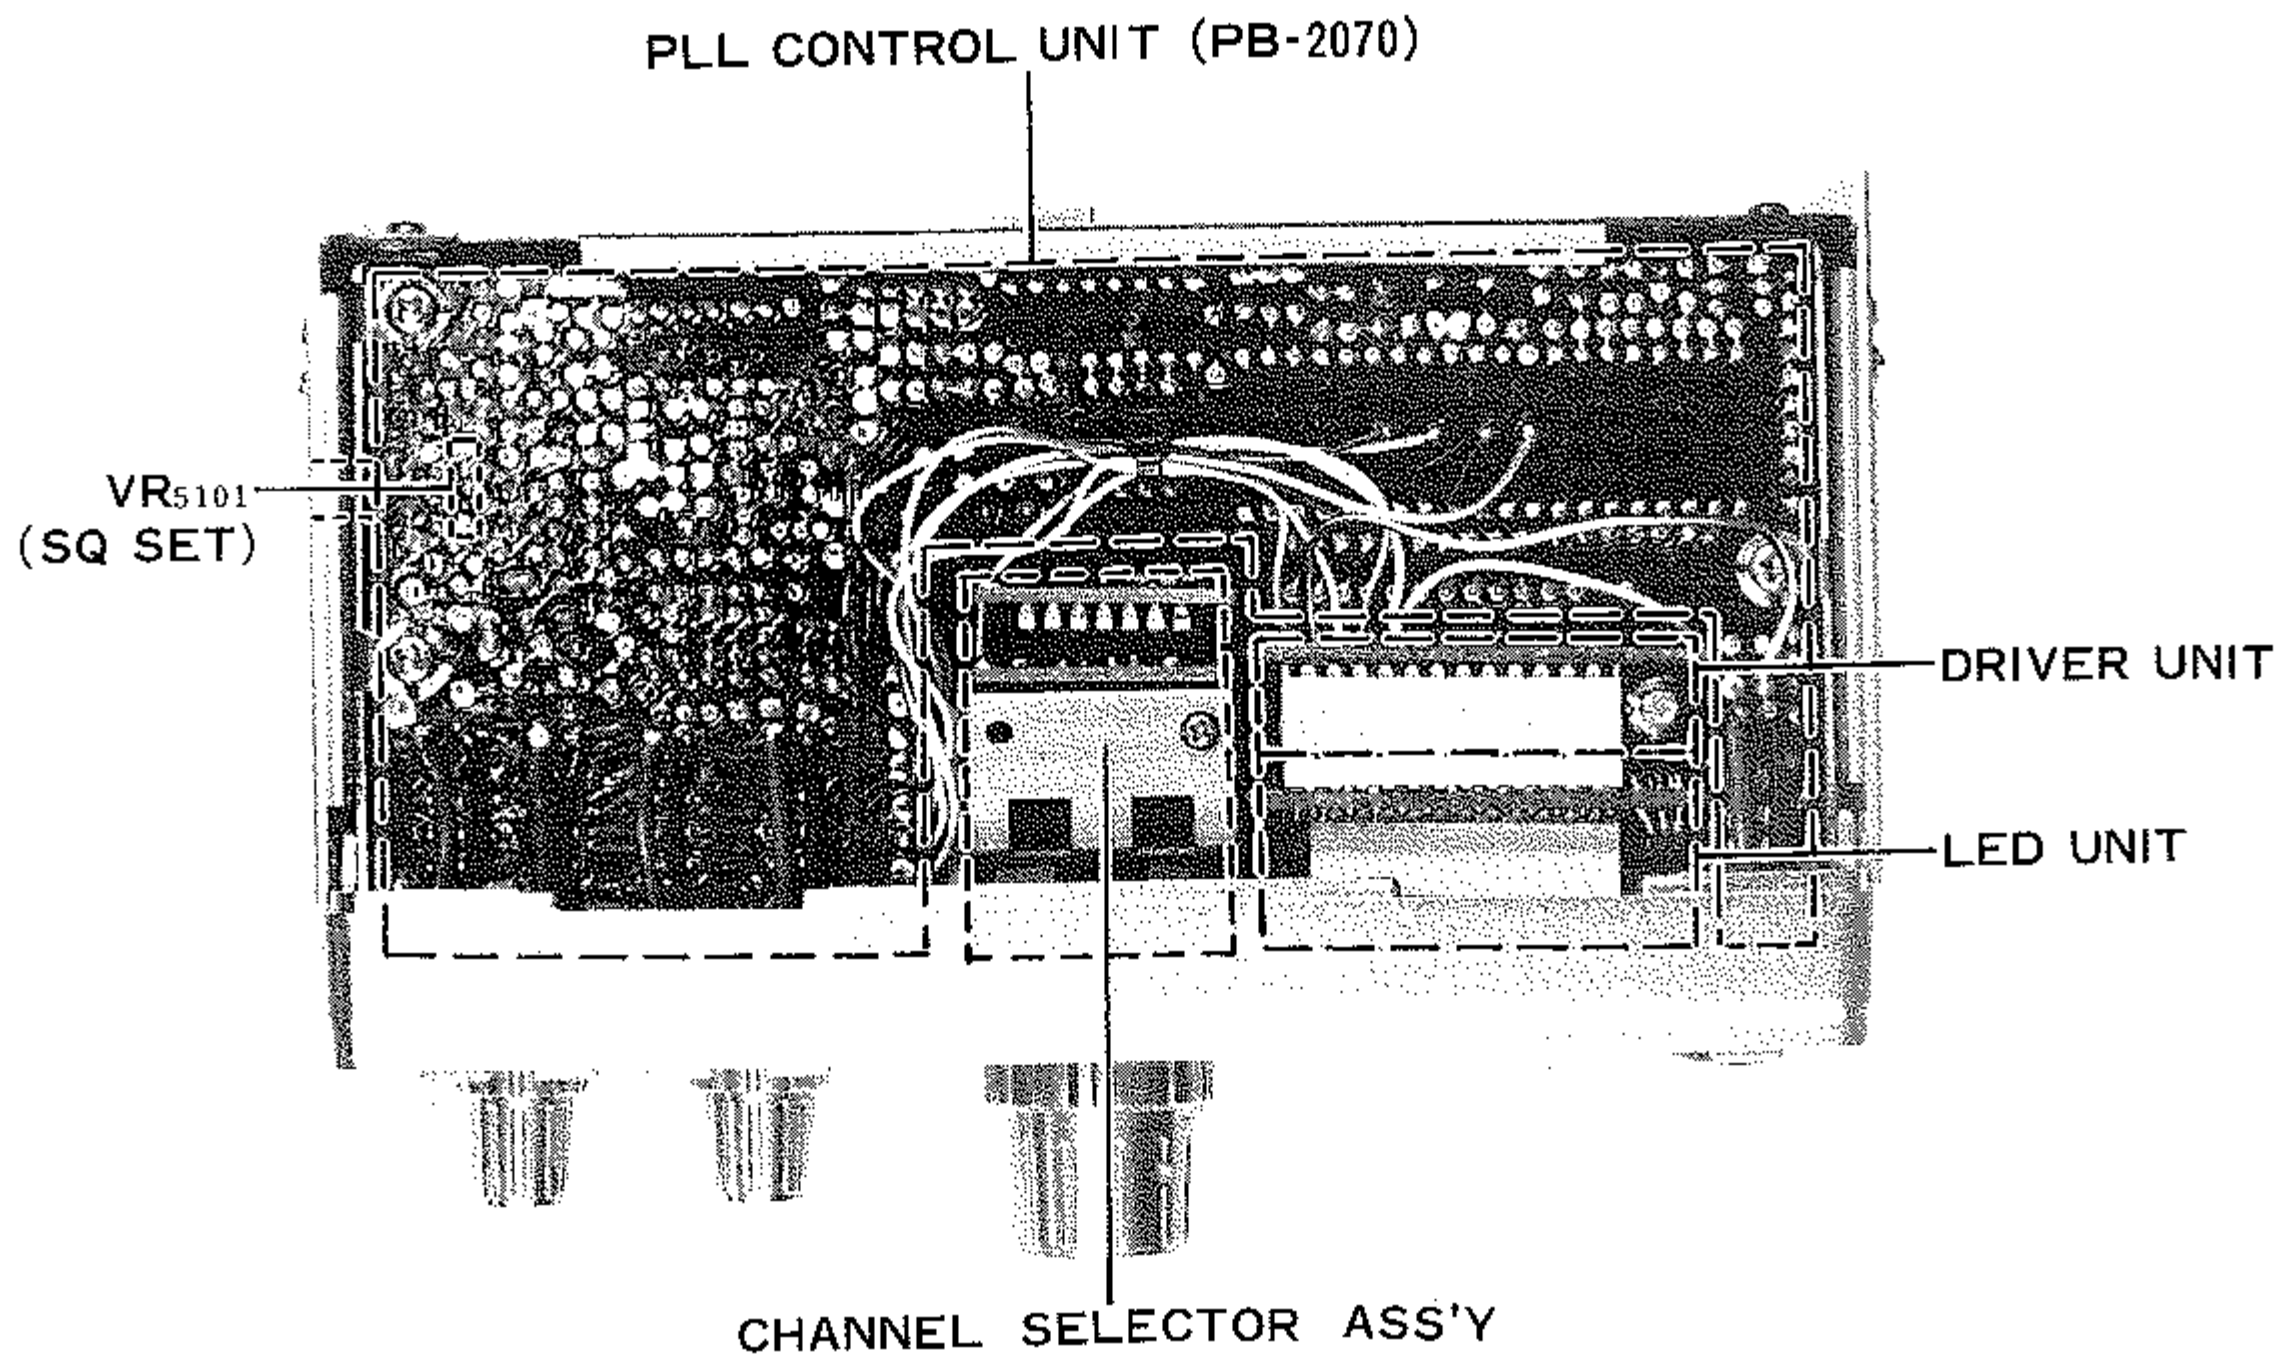 PLL CONTROL UNIT (PB-2070)
VR5101
(SQ SET)
DRIVER UNIT
LED UNIT
CHANNEL SELECTOR ASS'Y